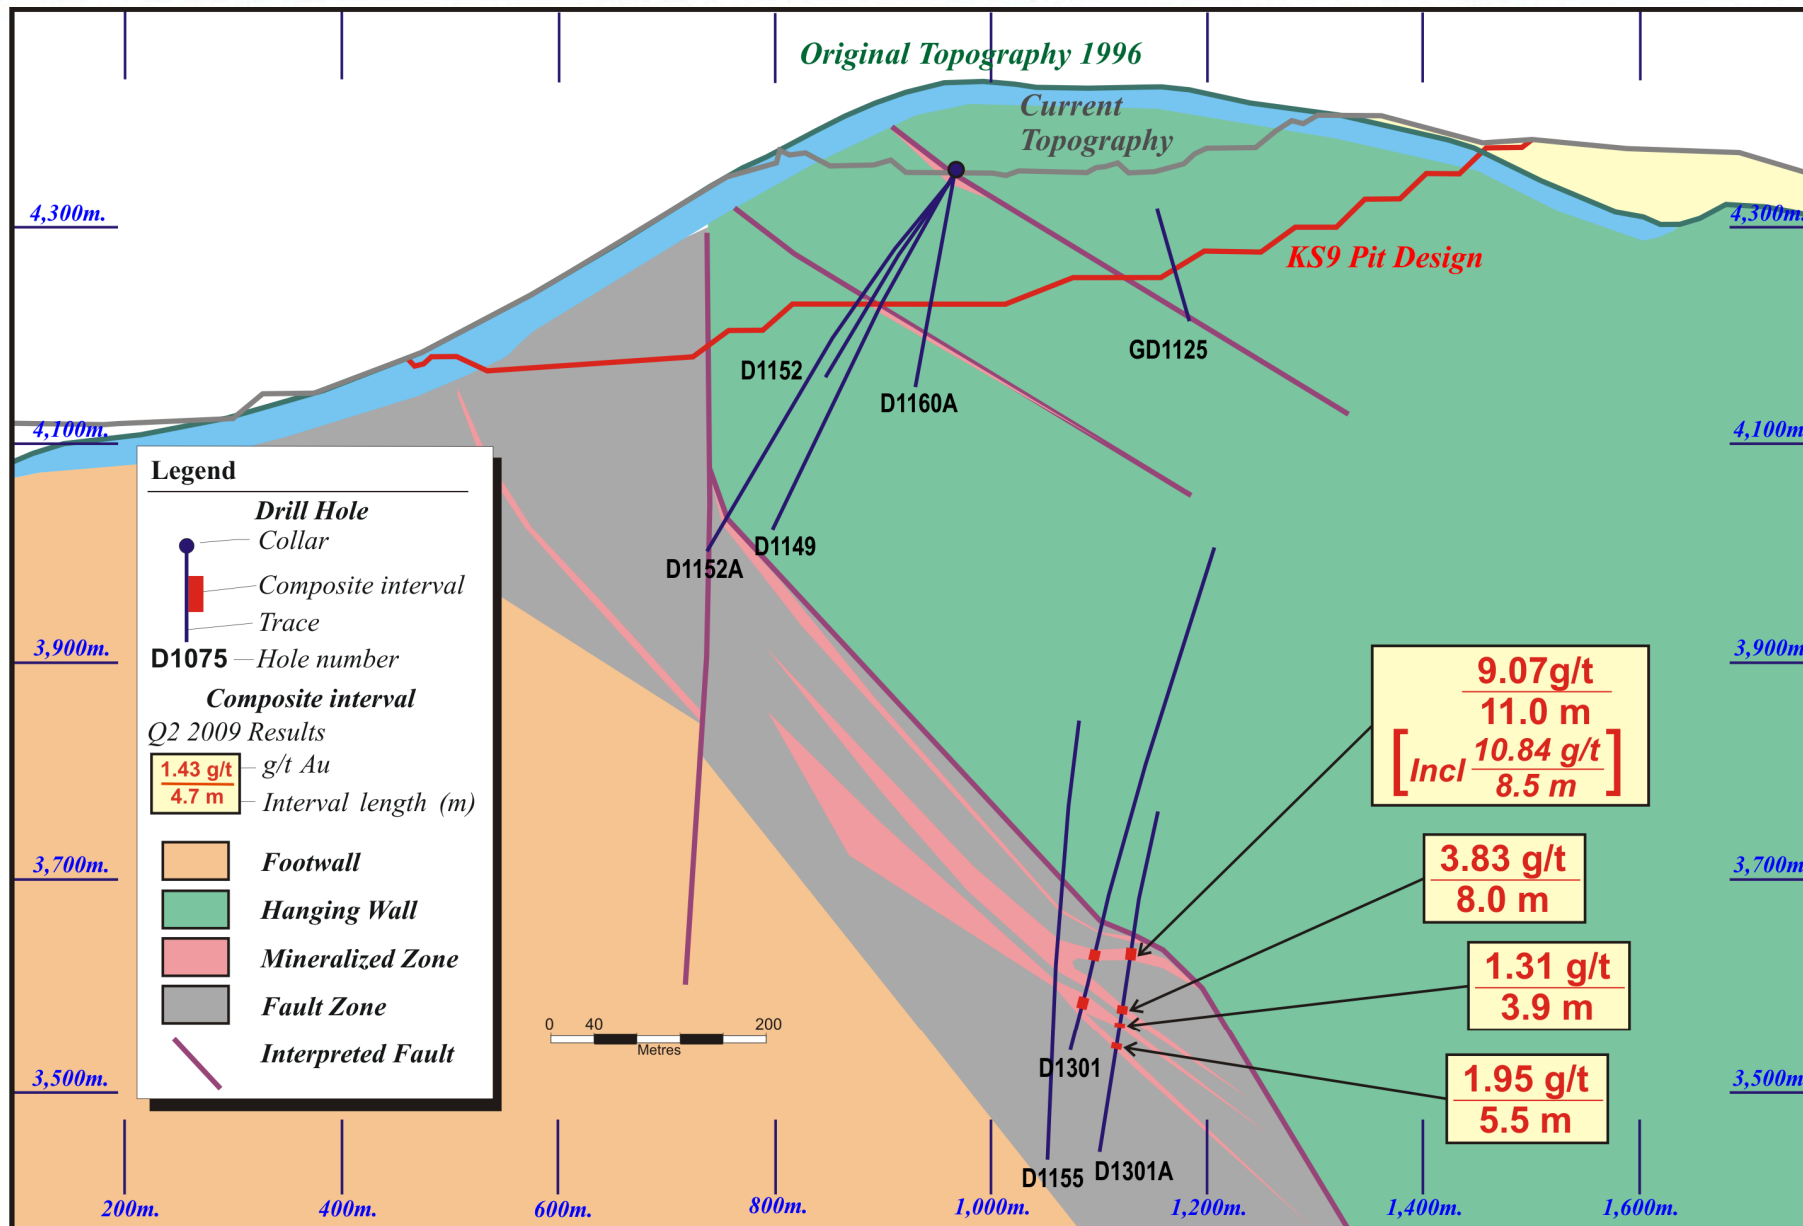 Original Topography 1996
Current
Topography
4,300m.
4,300m.
KS9 Pit Design
GD1125
D1152
D1160A
4,100m.
4,100m.
D1149
D1152A
Legend
Drill Hole
Collar
Composite interval
Trace
D1075 Hole number
Composite interval
Q2 2009 Results
1.43 g/t
4.7 m
g/t Au
Interval length (m)
Footwall
Hanging Wall
Mineralized Zone
Fault Zone
Interpreted Fault
3,900m.
3,900m.
9.07g/t
11.0 m
[Incl 10.84 g/t
8.5 m]
3,700m.
3,700m.
3.83 g/t
8.0 m
1.31 g/t
3.9 m
0 40 200
Metres
D1301
3,500m.
3,500m.
1.95 g/t
5.5 m
D1155
D1301A
200m.
400m.
600m.
800m.
1,000m.
1,200m.
1,400m.
1,600m.